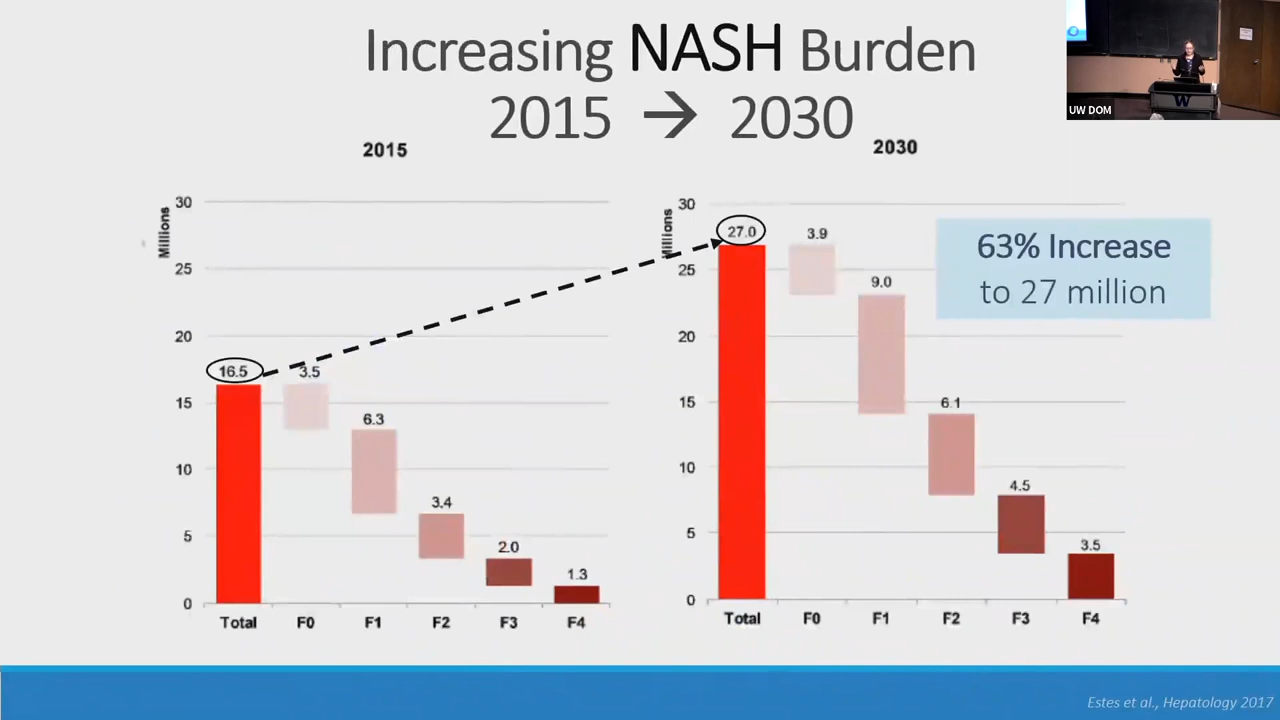 Increasing NASH Burden
2015 → 2030
UW DOM
W
2015
Millions
30
25
20
15
10
5
0
16.5
3.5
6.3
3.4
2.0
1.3
Total F0 F1 F2 F3 F4
2030
Millions
30
25
20
15
10
5
0
27.0
3.9
9.0
6.1
4.5
3.5
Total F0 F1 F2 F3 F4
63% Increase
to 27 million
Estes et al., Hepatology 2017